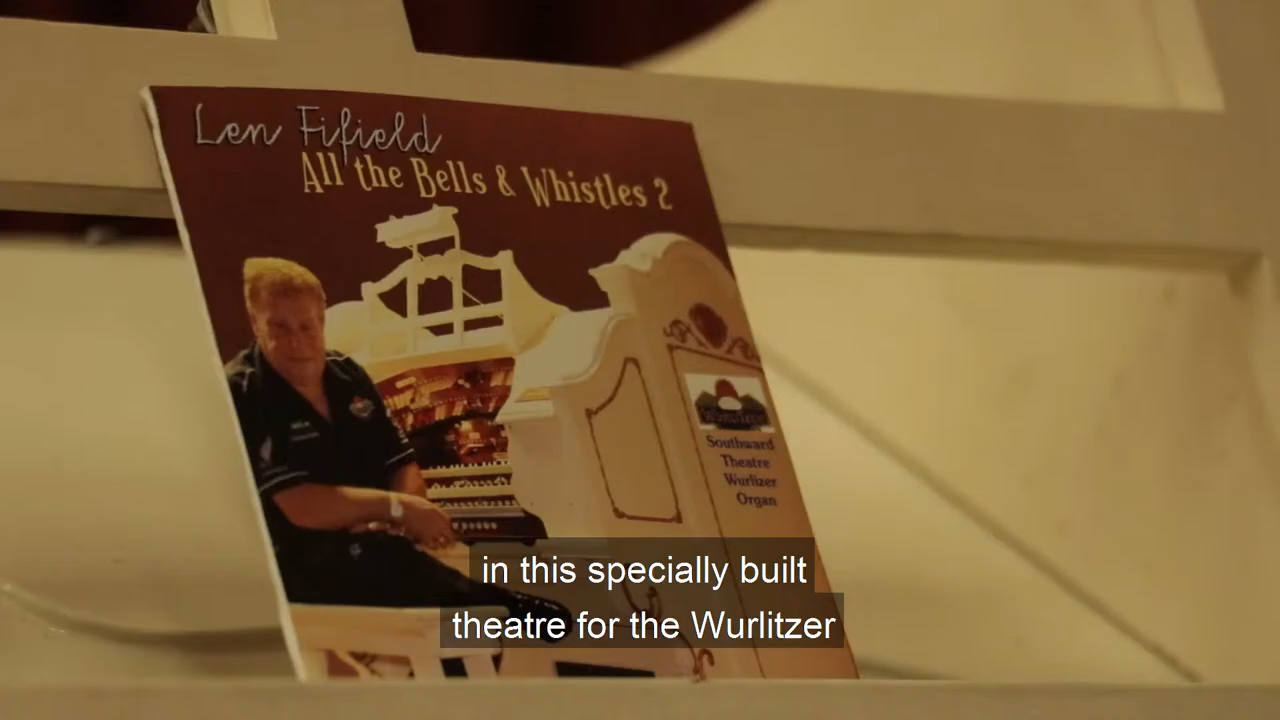 Len Fifield
All the Bells & Whistles 2
Southward
Theatre
Wurlizer
Organ
in this specially built
theatre for the Wurlitzer